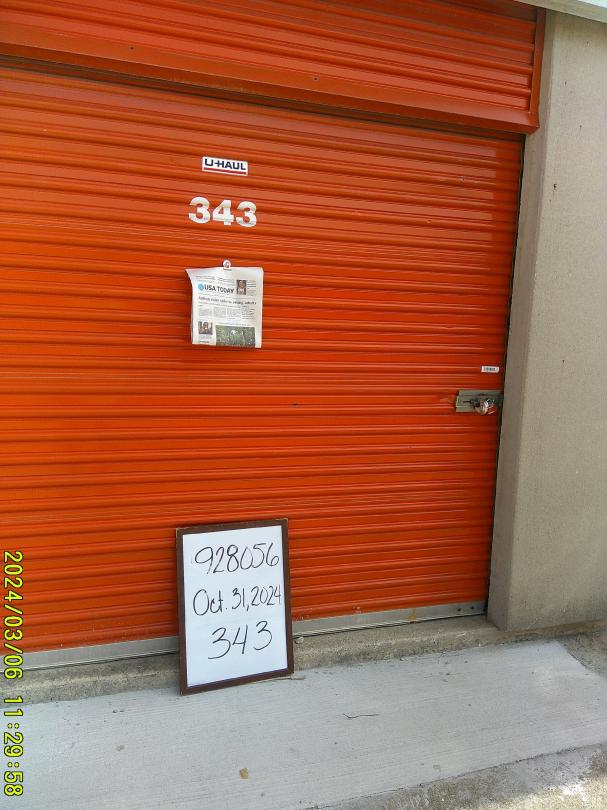 U-HAUL
343
USA TODAY
928056
Oct. 31, 2024
343
2024/03/06 11:29:58